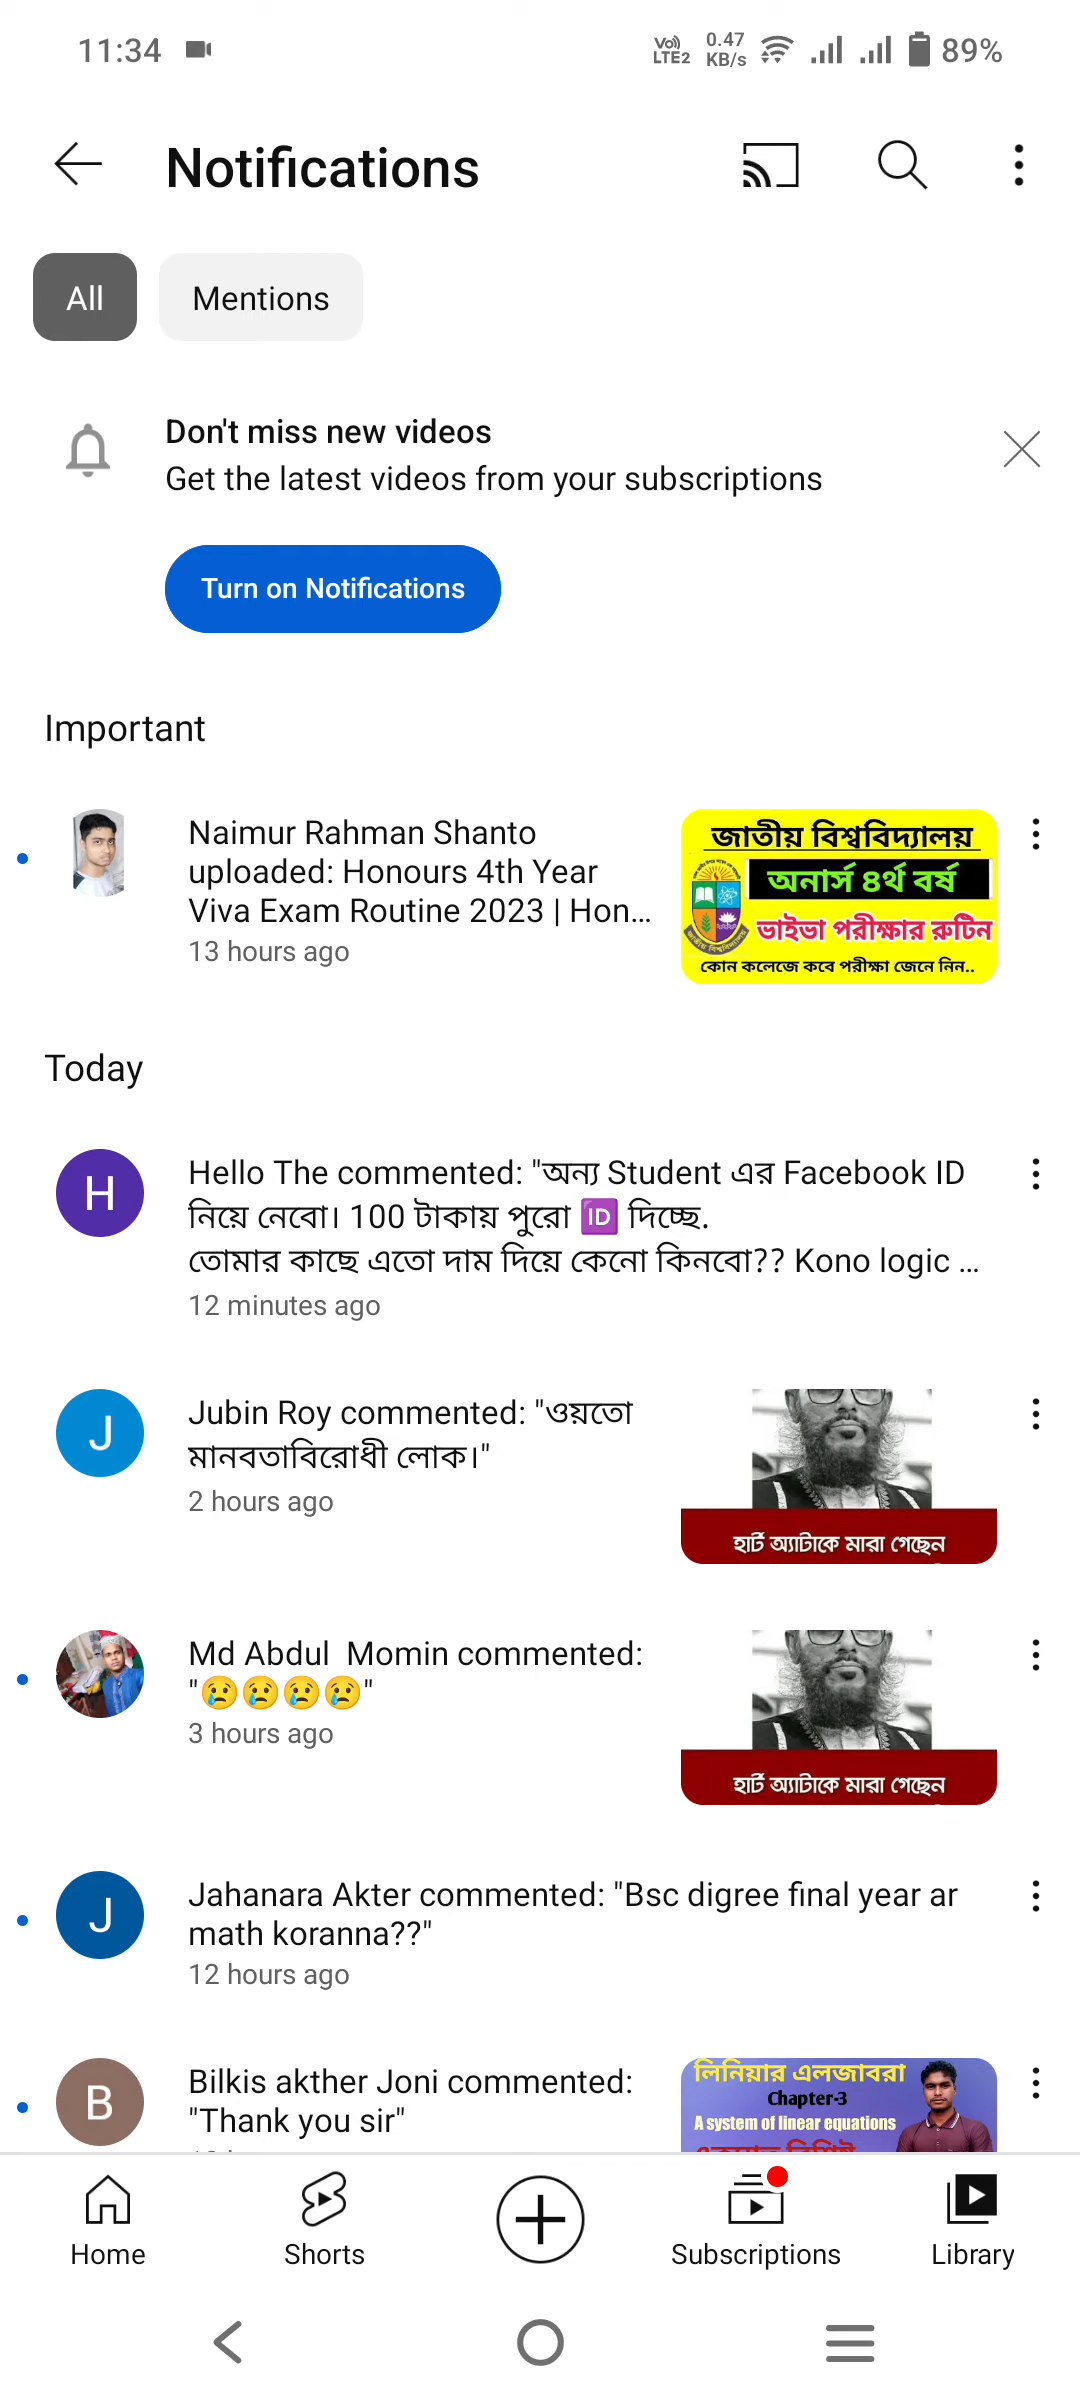 11:34
Vo) LTE2 0.47 KB/s 89%
Notifications
All Mentions
Don't miss new videos
Get the latest videos from your subscriptions
Turn on Notifications
Important
Naimur Rahman Shanto
uploaded: Honours 4th Year
Viva Exam Routine 2023 | Hon...
13 hours ago
জাতীয় বিশ্ববিদ্যালয়
অনার্স ৪র্থ বর্ষ
ভাইভা পরীক্ষার রুটিন
কোন কলেজে কবে পরীক্ষা জেনে নিন..
Today
H
Hello The commented: "অন্য Student এর Facebook ID
নিয়ে নেবো। 100 টাকায় পুরো 🆔 দিচ্ছে.
তোমার কাছে এতো দাম দিয়ে কেনো কিনবো?? Kono logic ...
12 minutes ago
J
Jubin Roy commented: "ওয়তো
মানবতাবিরোধী লোক।"
2 hours ago
হার্ট অ্যাটাকে মারা গেছেন
Md Abdul  Momin commented:
"😢😢😢😢"
3 hours ago
হার্ট অ্যাটাকে মারা গেছেন
J
Jahanara Akter commented: "Bsc digree final year ar
math koranna??"
12 hours ago
B
Bilkis akther Joni commented:
"Thank you sir"
লিনিয়ার এলজাবরা
Chapter-3
A system of linear equations
Home Shorts Subscriptions Library